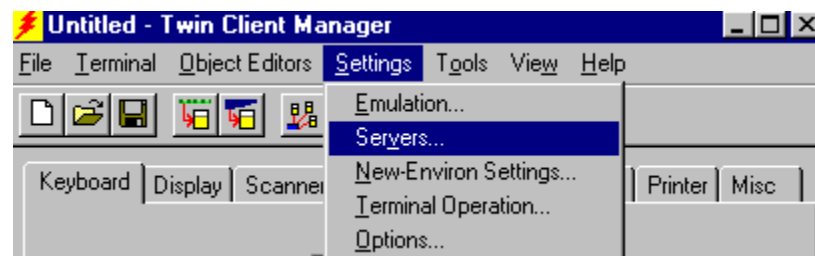 Untitled - Twin Client Manager
File Terminal Object Editors Settings Tools View Help
Emulation...
Servers...
New-Environ Settings...
Terminal Operation...
Options...
Keyboard Display Scanner Printer Misc